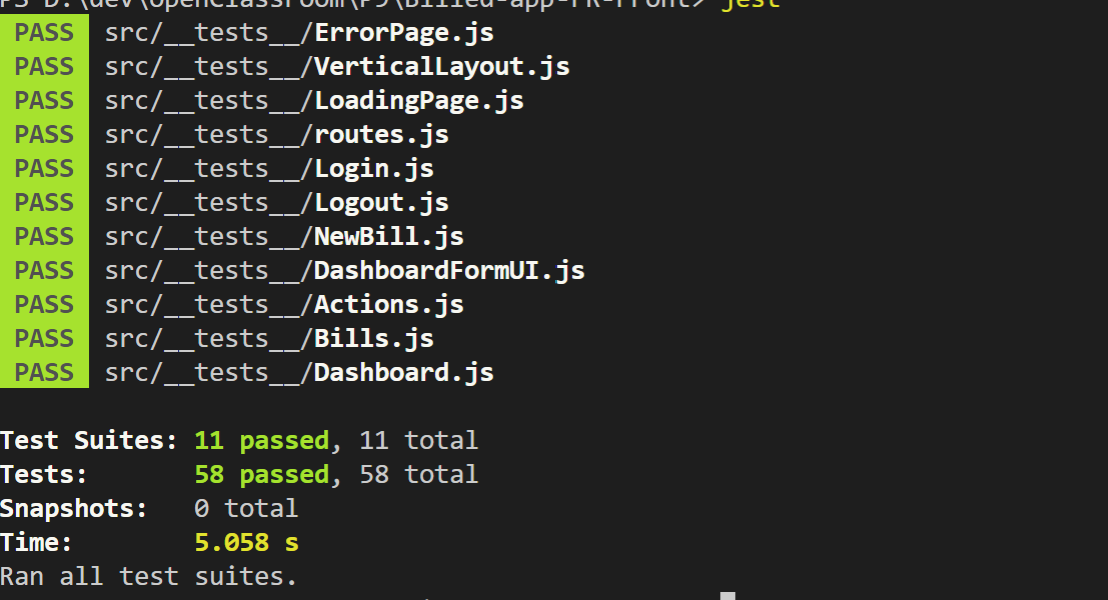 PS D:\dev\openclassroom\P9\Billed-app-FR-Front> jest
PASS src/__tests__/ErrorPage.js
PASS src/__tests__/VerticalLayout.js
PASS src/__tests__/LoadingPage.js
PASS src/__tests__/routes.js
PASS src/__tests__/Login.js
PASS src/__tests__/Logout.js
PASS src/__tests__/NewBill.js
PASS src/__tests__/DashboardFormUI.js
PASS src/__tests__/Actions.js
PASS src/__tests__/Bills.js
PASS src/__tests__/Dashboard.js
Test Suites: 11 passed, 11 total
Tests: 58 passed, 58 total
Snapshots: 0 total
Time: 5.058 s
Ran all test suites.